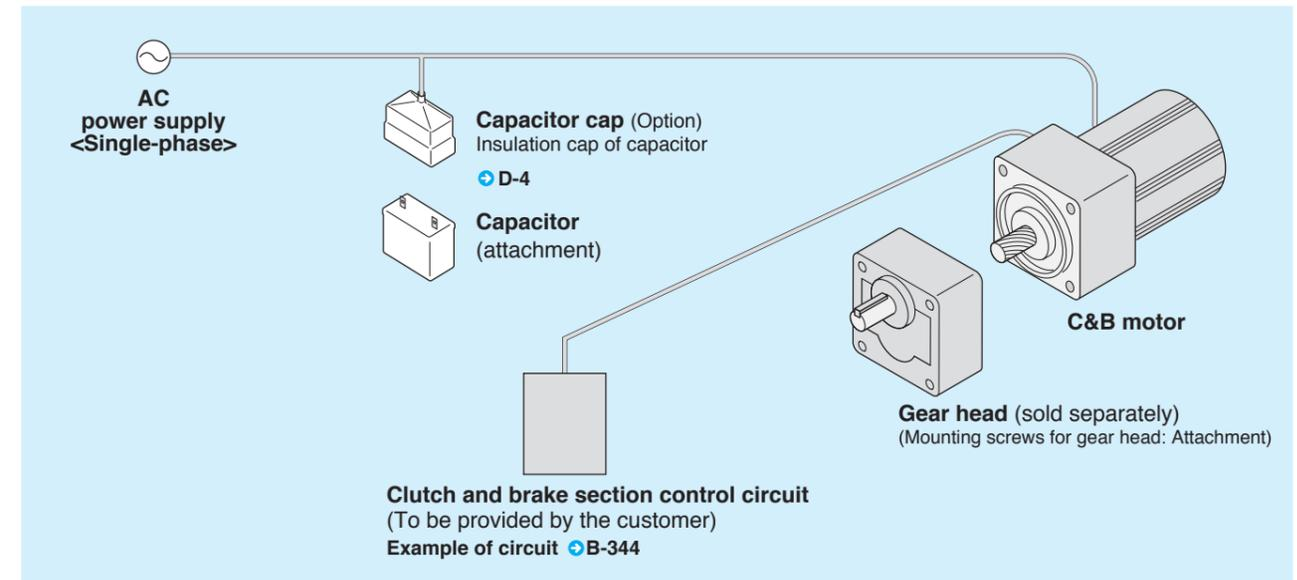 AC
power supply
<Single-phase>
Capacitor cap (Option)
Insulation cap of capacitor
D-4
Capacitor
(attachment)
C&B motor
Gear head (sold separately)
(Mounting screws for gear head: Attachment)
Clutch and brake section control circuit
(To be provided by the customer)
Example of circuit B-344